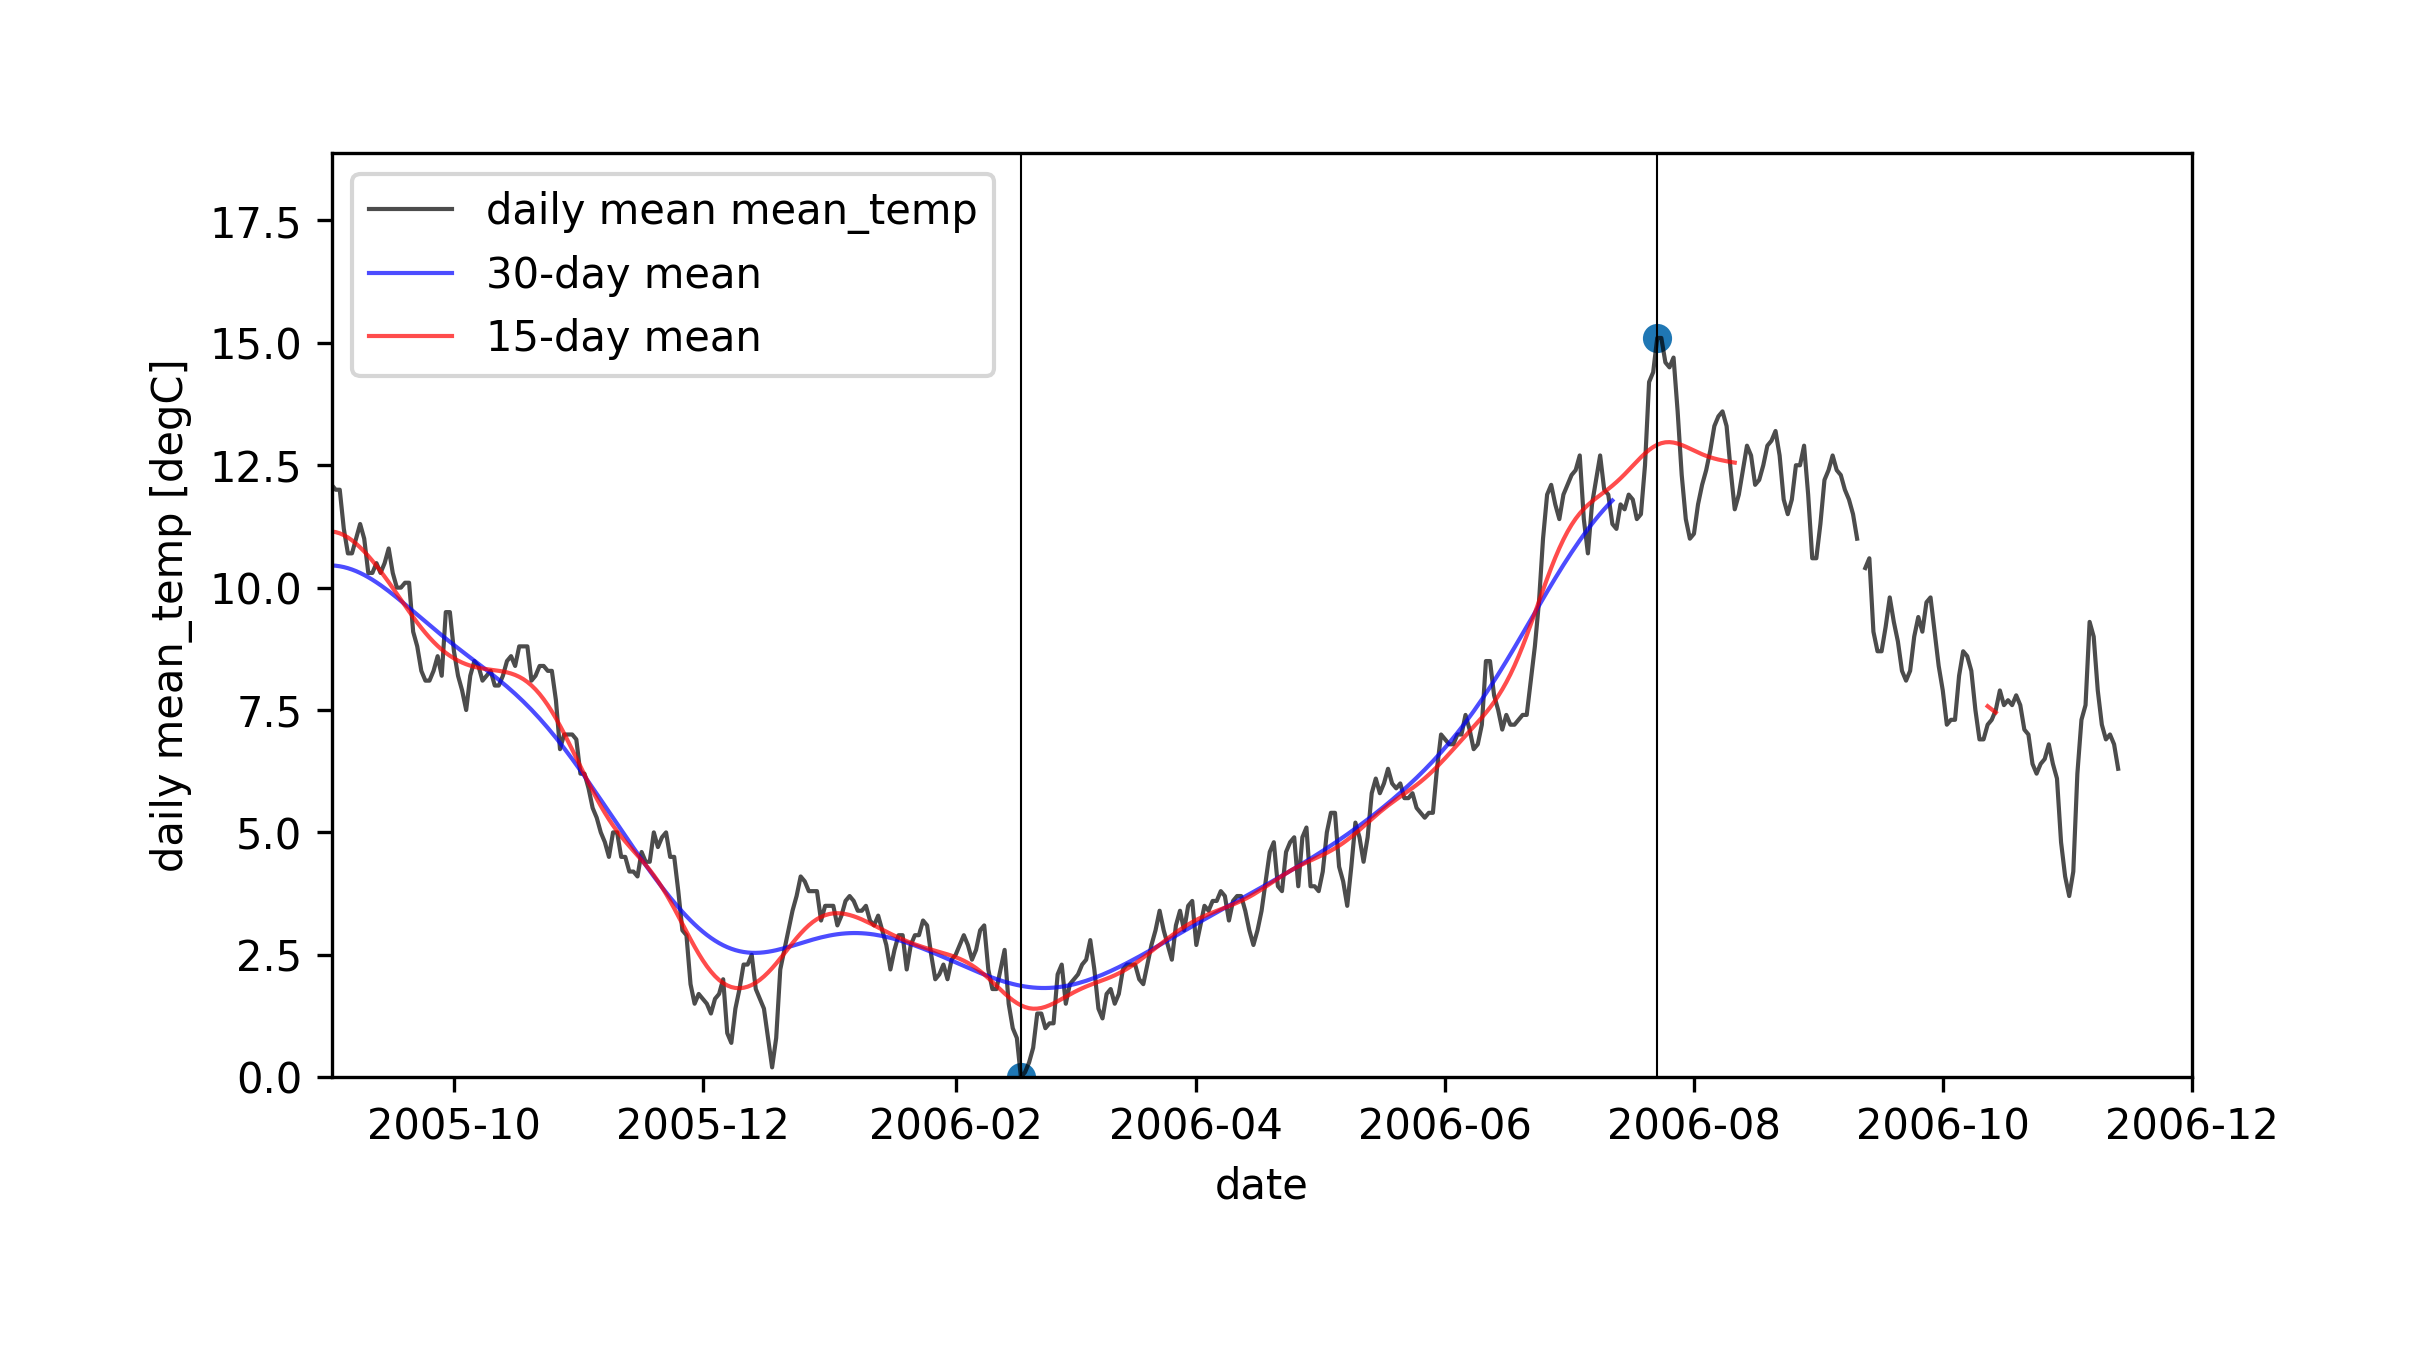 daily mean mean_temp
30-day mean
15-day mean
17.5
15.0
12.5
10.0
7.5
5.0
2.5
0.0
daily mean_temp [degC]
2005-10 2005-12 2006-02 2006-04 2006-06 2006-08 2006-10 2006-12
date